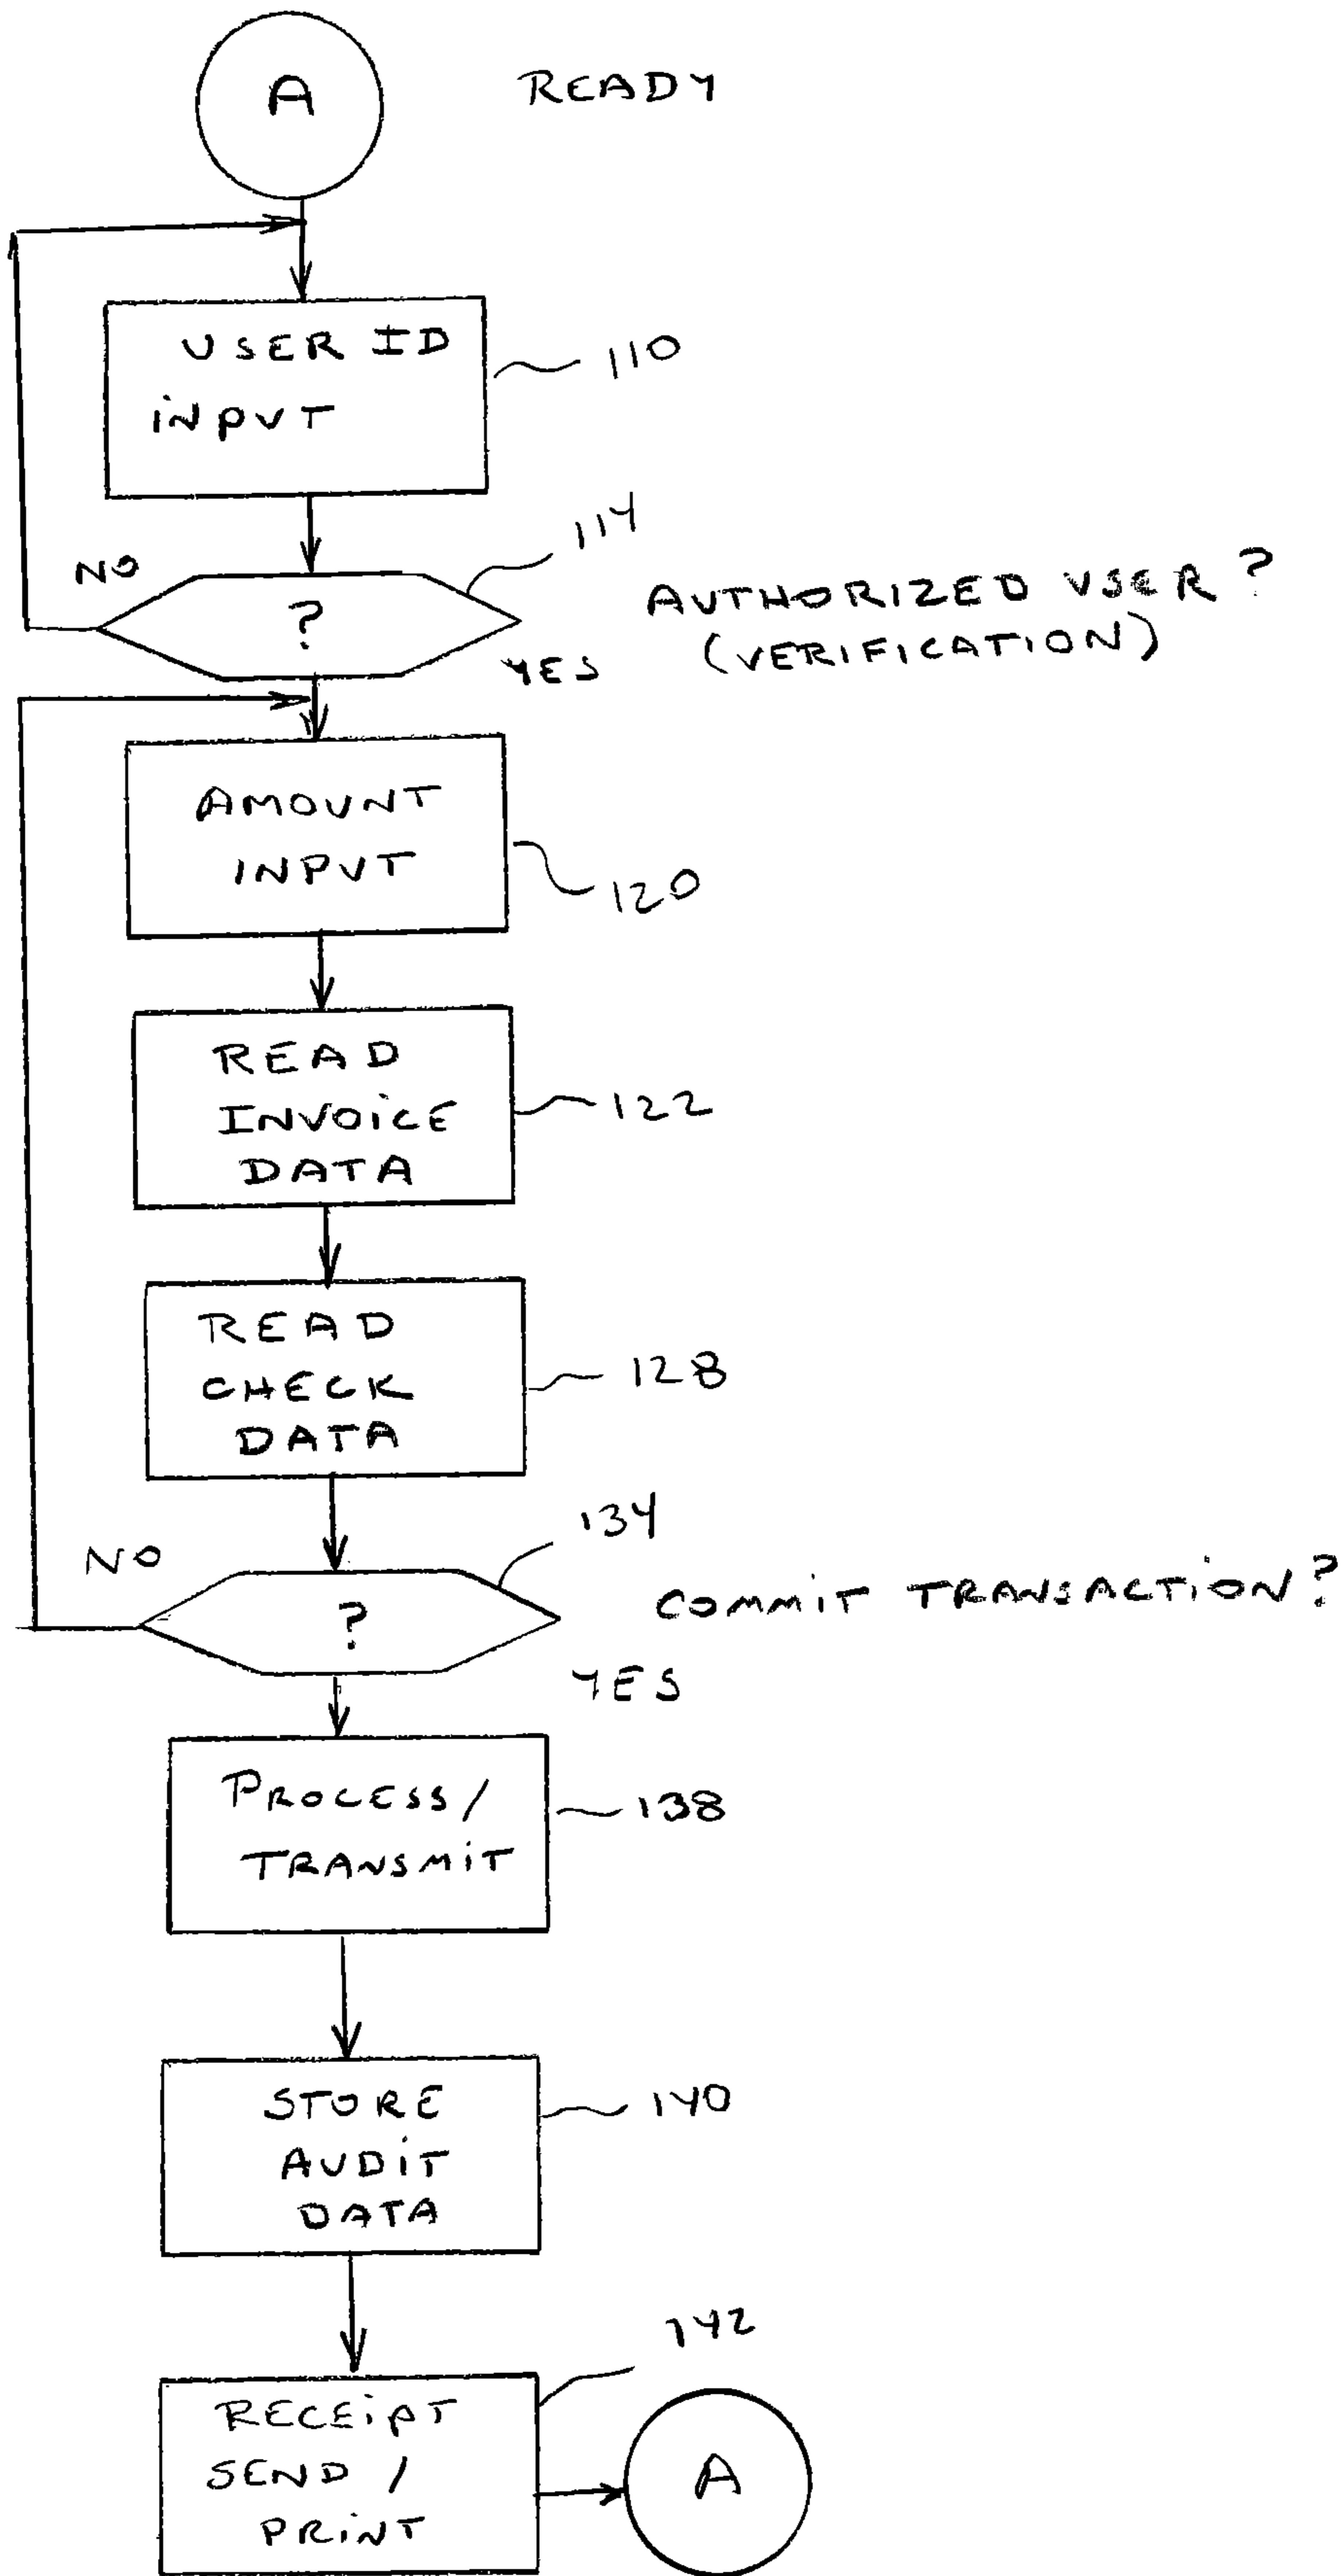 A
READY
USER ID
INPUT
110
NO
?
114
AUTHORIZED USER?
(VERIFICATION)
YES
AMOUNT
INPUT
120
READ
INVOICE
DATA
122
READ
CHECK
DATA
128
134
NO
?
COMMIT TRANSACTION?
YES
PROCESS/
TRANSMIT
138
STORE
AUDIT
DATA
140
142
RECEIPT
SEND /
PRINT
A